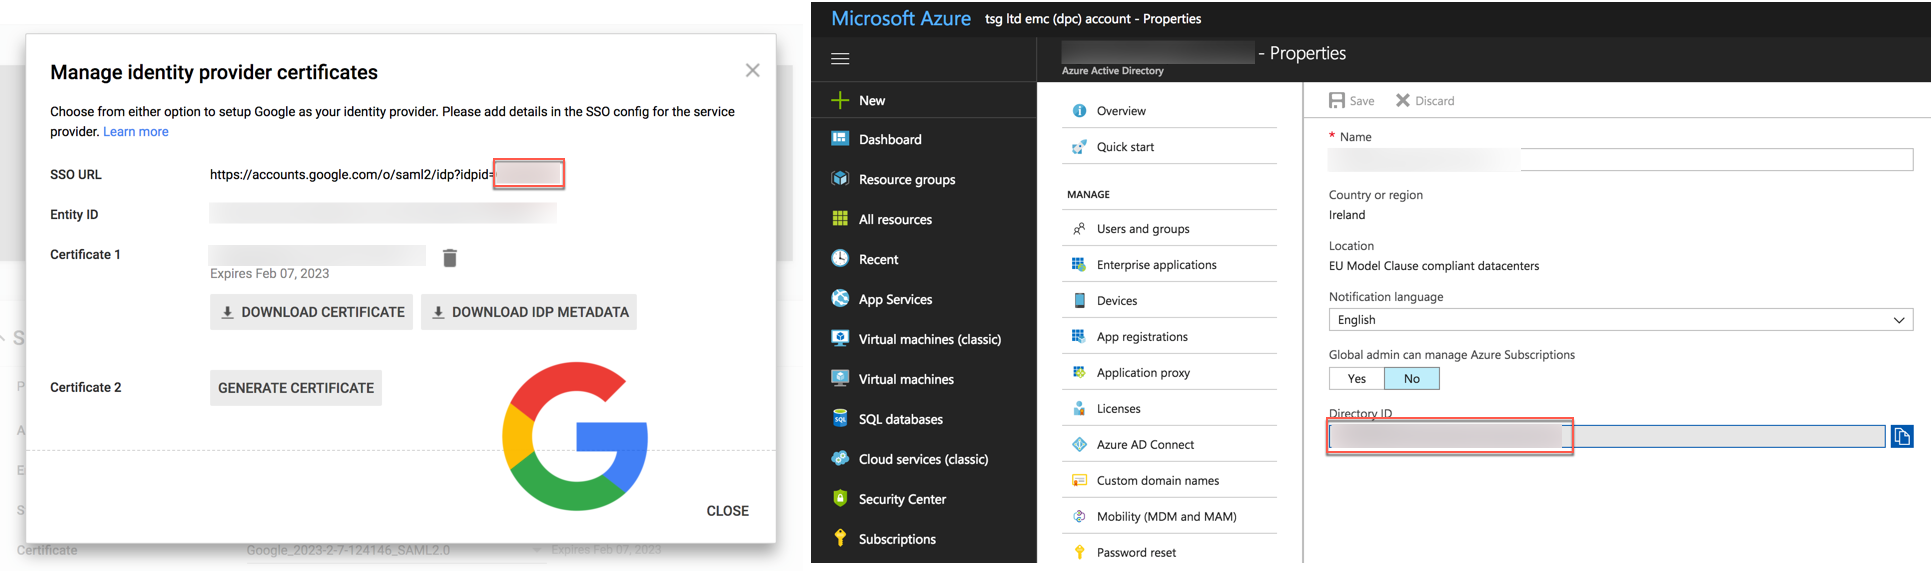 Manage identity provider certificates
Choose from either option to setup Google as your identity provider. Please add details in the SSO config for the service
provider. Learn more
SSO URL
https://accounts.google.com/o/saml2/idp?idpid=
Entity ID
Certificate 1
Expires Feb 07, 2023
DOWNLOAD CERTIFICATE
DOWNLOAD IDP METADATA
Certificate 2
GENERATE CERTIFICATE
CLOSE
Certificate
Google_2023-2-7-124146_SAML2.0
Expires Feb 07, 2023
Microsoft Azure
tsg ltd emc (dpc) account - Properties
- Properties
Azure Active Directory
New
Dashboard
Resource groups
All resources
Recent
App Services
Virtual machines (classic)
Virtual machines
SQL databases
Cloud services (classic)
Security Center
Subscriptions
Overview
Quick start
MANAGE
Users and groups
Enterprise applications
Devices
App registrations
Application proxy
Licenses
Azure AD Connect
Custom domain names
Mobility (MDM and MAM)
Password reset
Save
Discard
* Name
Country or region
Ireland
Location
EU Model Clause compliant datacenters
Notification language
English
Global admin can manage Azure Subscriptions
Yes
No
Directory ID